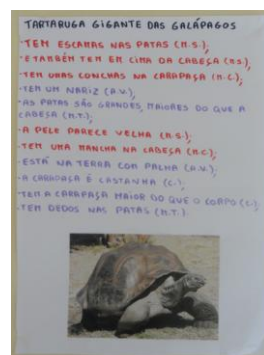 TARTARUGA GIGANTE DAS GALÁPAGOS
-TEM ESCAMAS NAS PATAS (M.S.);
-E TAMBÉM TEM EM CIMA DA CABEÇA (M.S.);
-TEM UMAS CONCHAS NA CARAPAÇA (M.C.);
-TEM UM NARIZ (A.V.);
-AS PATAS SÃO GRANDES, MAIORES DO QUE A
CABEÇA (M.T.);
-A PELE PARECE VELHA (M.S.);
-TEM UMA MANCHA NA CABEÇA (M.C.);
-ESTÁ NA TERRA COM PALHA (A.V.);
-A CARAPAÇA É CASTANHA (C.);
-TEM A CARAPAÇA MAIOR DO QUE O CORPO (C.);
-TEM DEDOS NAS PATAS (M.T.).